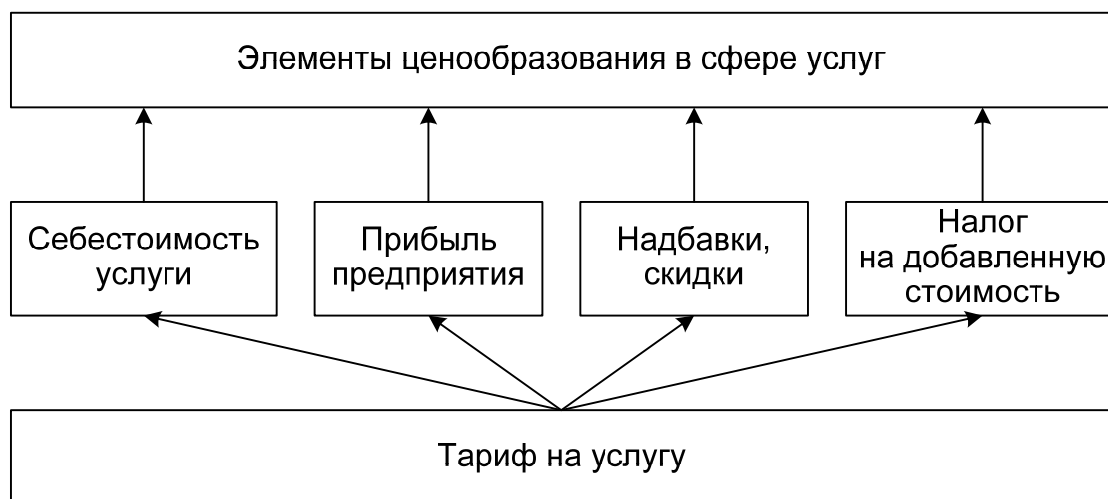 Элементы ценообразования в сфере услуг
Себестоимость
услуги
Прибыль
предприятия
Надбавки,
скидки
Налог
на добавленную
стоимость
Тариф на услугу